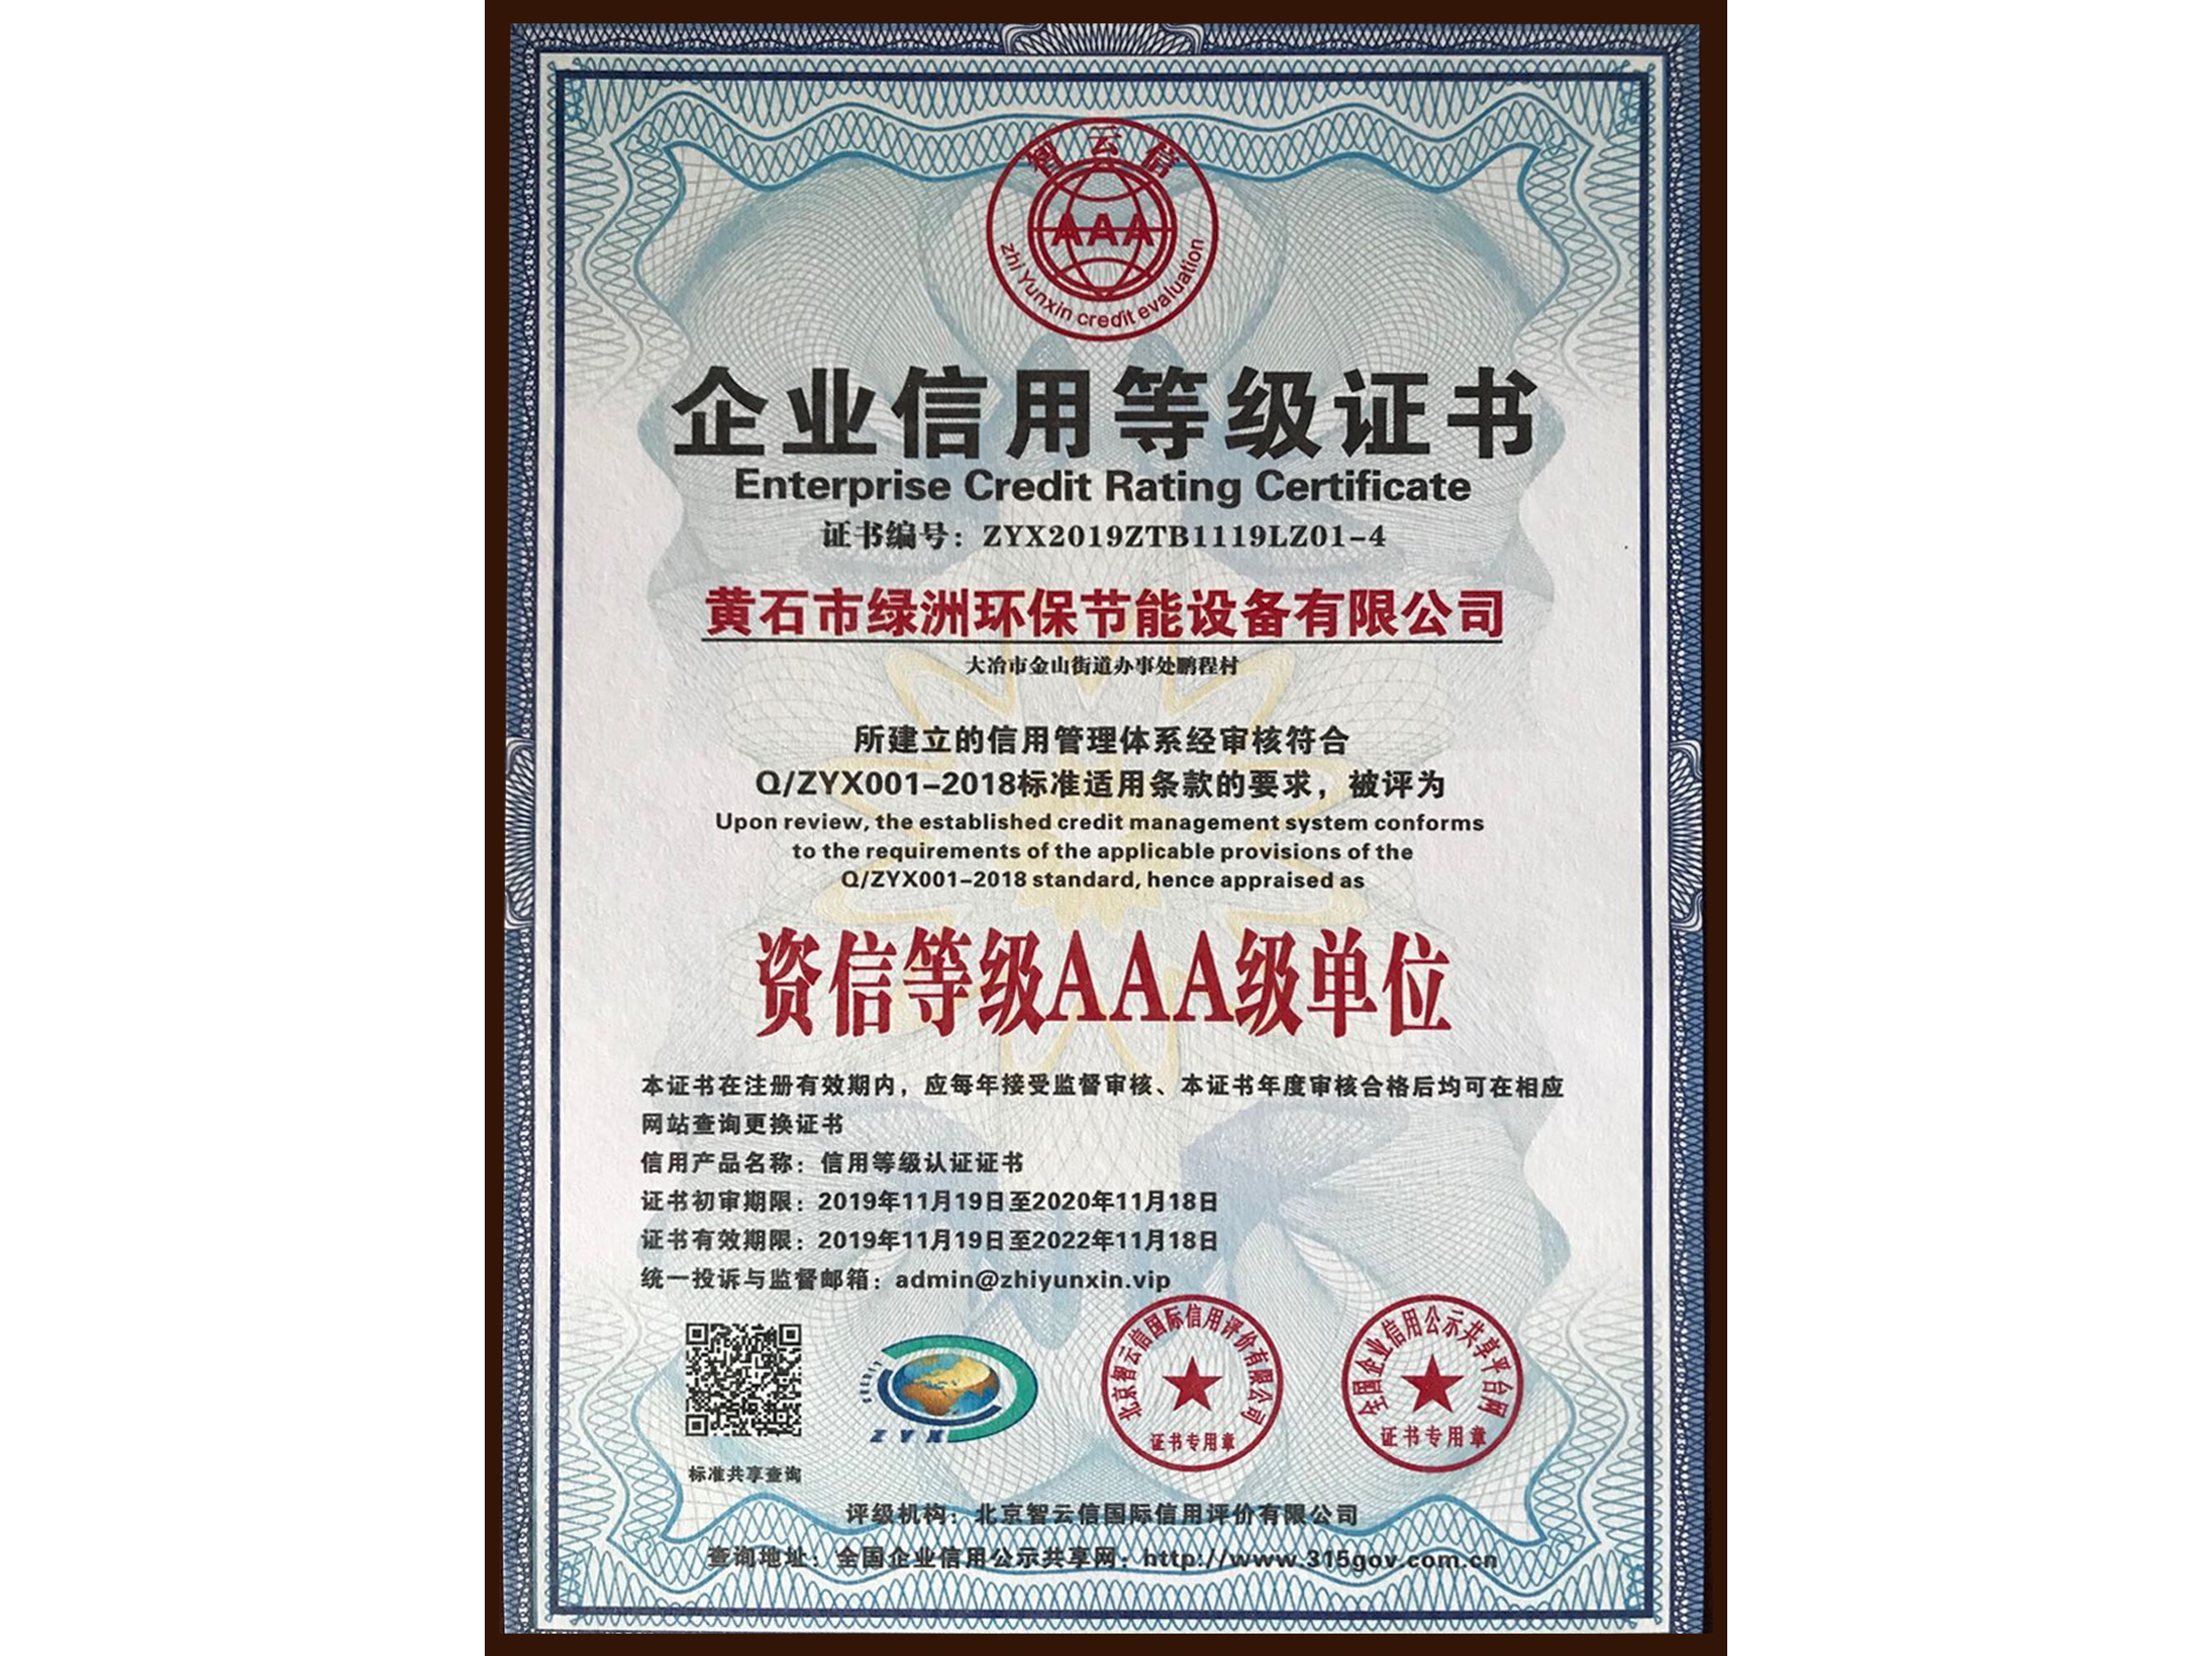 智云信
AAA
zhi Yunxin credit evaluation
企业信用等级证书
Enterprise Credit Rating Certificate
证书编号：ZYX2019ZTB1119LZ01-4
黄石市绿洲环保节能设备有限公司
大冶市金山街道办事处鹏程村
所建立的信用管理体系经审核符合
Q/ZYX001-2018标准适用条款的要求，被评为
Upon review, the established credit management system conforms
to the requirements of the applicable provisions of the
Q/ZYX001-2018 standard, hence appraised as
资信等级AAA级单位
本证书在注册有效期内，应每年接受监督审核、本证书年度审核合格后均可在相应
网站查询更换证书
信用产品名称：信用等级认证证书
证书初审期限：2019年11月19日至2020年11月18日
证书有效期限：2019年11月19日至2022年11月18日
统一投诉与监督邮箱：admin@zhiyunxin.vip
ZYX
北京智云信国际信用评价有限公司
证书专用章
全国企业信用公示共享平台网
证书专用章
标准共享查询
评级机构：北京智云信国际信用评价有限公司
查询地址：全国企业信用公示共享网：http://www.315gov.com.cn